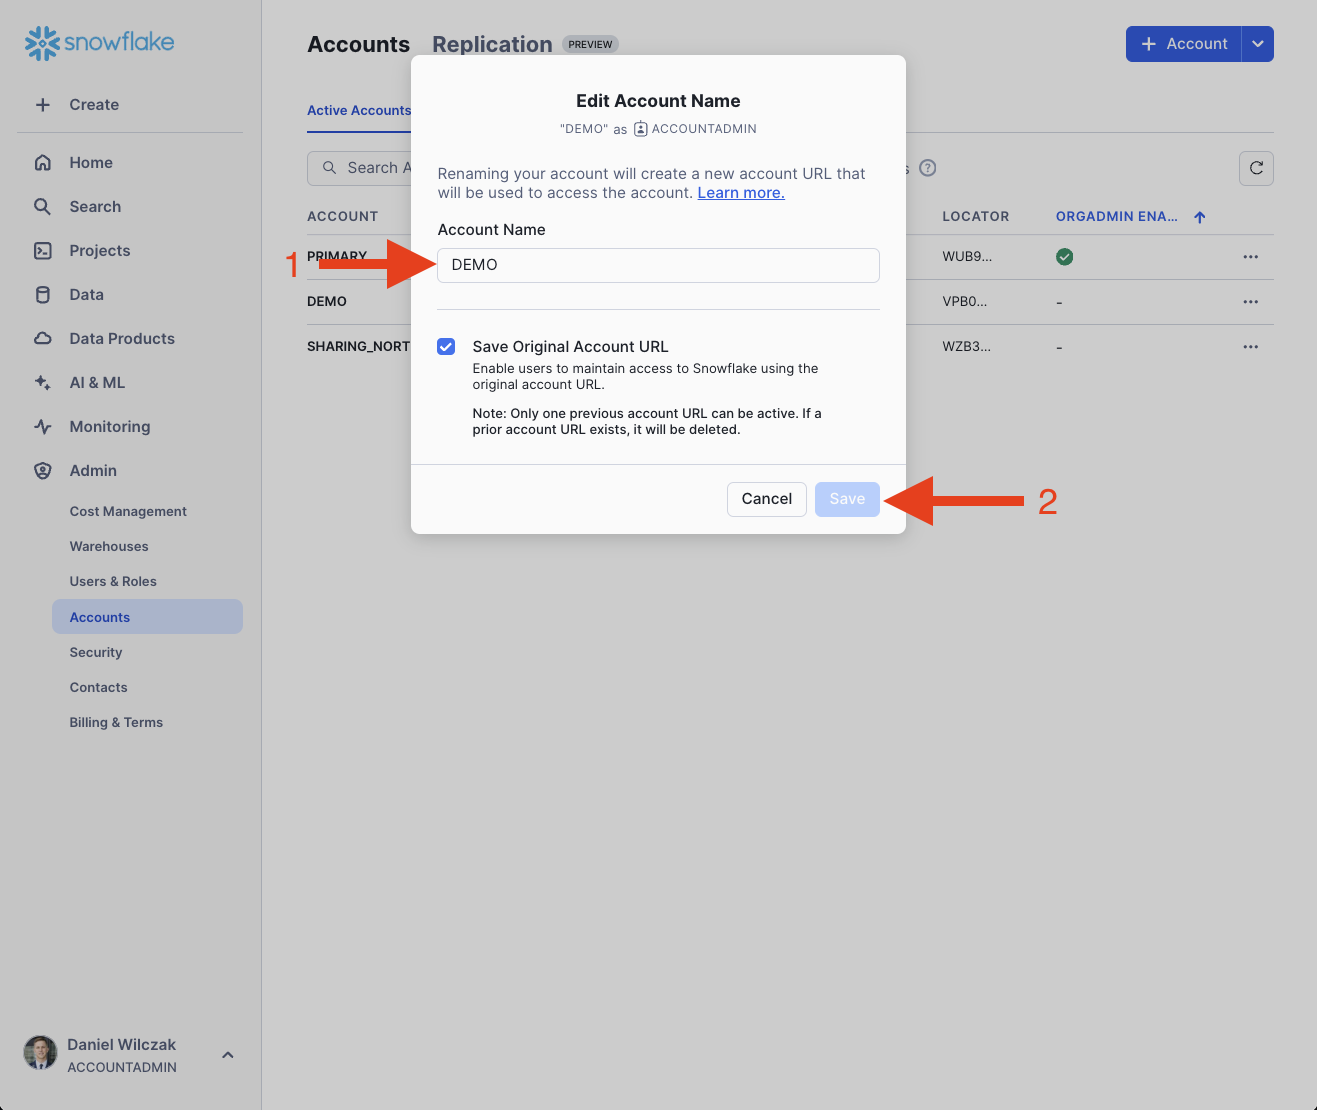 snowflake
Create
Home
Search
Projects
Data
Data Products
AI & ML
Monitoring
Admin
Cost Management
Warehouses
Users & Roles
Accounts
Security
Contacts
Billing & Terms
Daniel Wilczak
ACCOUNTADMIN
Accounts Replication PREVIEW
+ Account
Active Accounts
Search A
ACCOUNT LOCATOR ORGADMIN ENA...
PRIMARY WUB9...
DEMO VPB0... -
SHARING_NORT WZB3... -
Edit Account Name
"DEMO" as ACCOUNTADMIN
Renaming your account will create a new account URL that
will be used to access the account. Learn more.
Account Name
1
DEMO
Save Original Account URL
Enable users to maintain access to Snowflake using the
original account URL.
Note: Only one previous account URL can be active. If a
prior account URL exists, it will be deleted.
Cancel Save
2